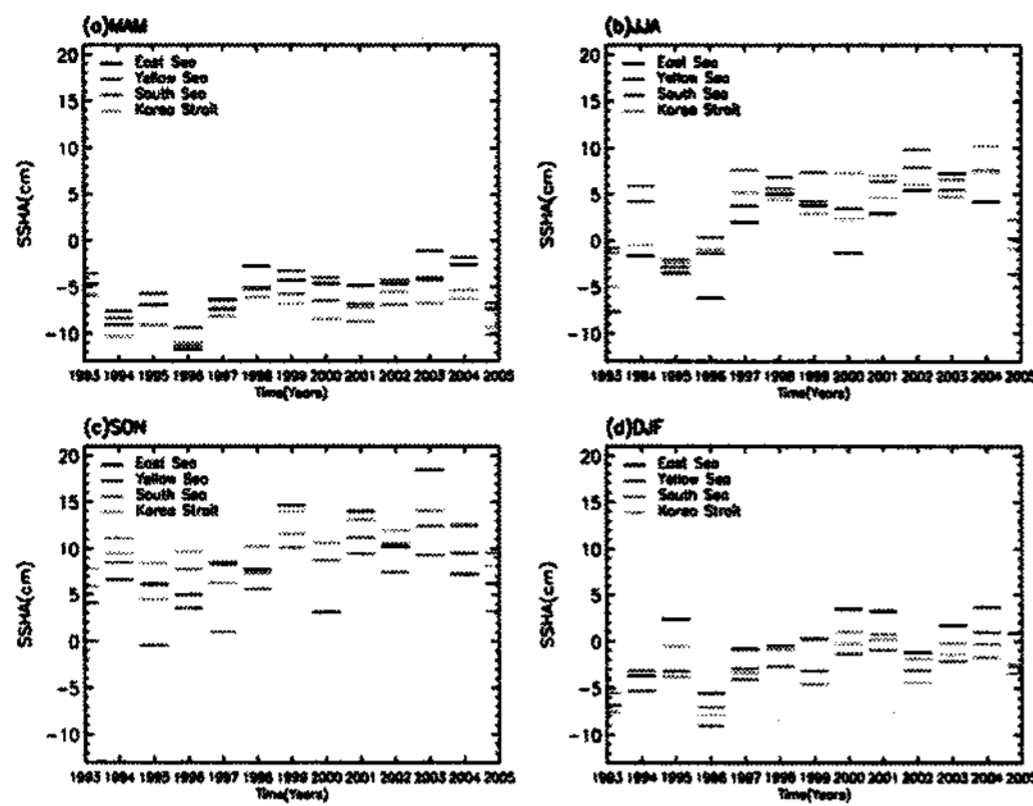 (a)MAM
21
East Sea
Yellow Sea
South Sea
Korea Strait
15
10
5
0
−5
−10
SSHA(cm)
1993 1994 1995 1996 1997 1998 1999 2000 2001 2002 2003 2004 2005
Time(Years)
(b)JJA
20
East Sea
Yellow Sea
South Sea
Korea Strait
15
10
5
0
−5
−10
SSHA(cm)
1993 1984 1985 1996 1997 1998 1999 2000 2001 2002 2003 2004 2005
Time(Years)
(c)SON
20
East Sea
Yellow Sea
South Sea
Korea Strait
15
10
5
0
−5
−10
SSHA(cm)
1993 1984 1995 1996 1997 1998 1999 2000 2001 2002 2003 2004 2005
Time(Years)
(d)DJF
20
East Sea
Yellow Sea
South Sea
Korea Strait
15
10
5
0
−5
−10
SSHA(cm)
1993 1994 1995 1996 1997 1998 1999 2000 2001 2002 2003 2004 2005
Time(Years)